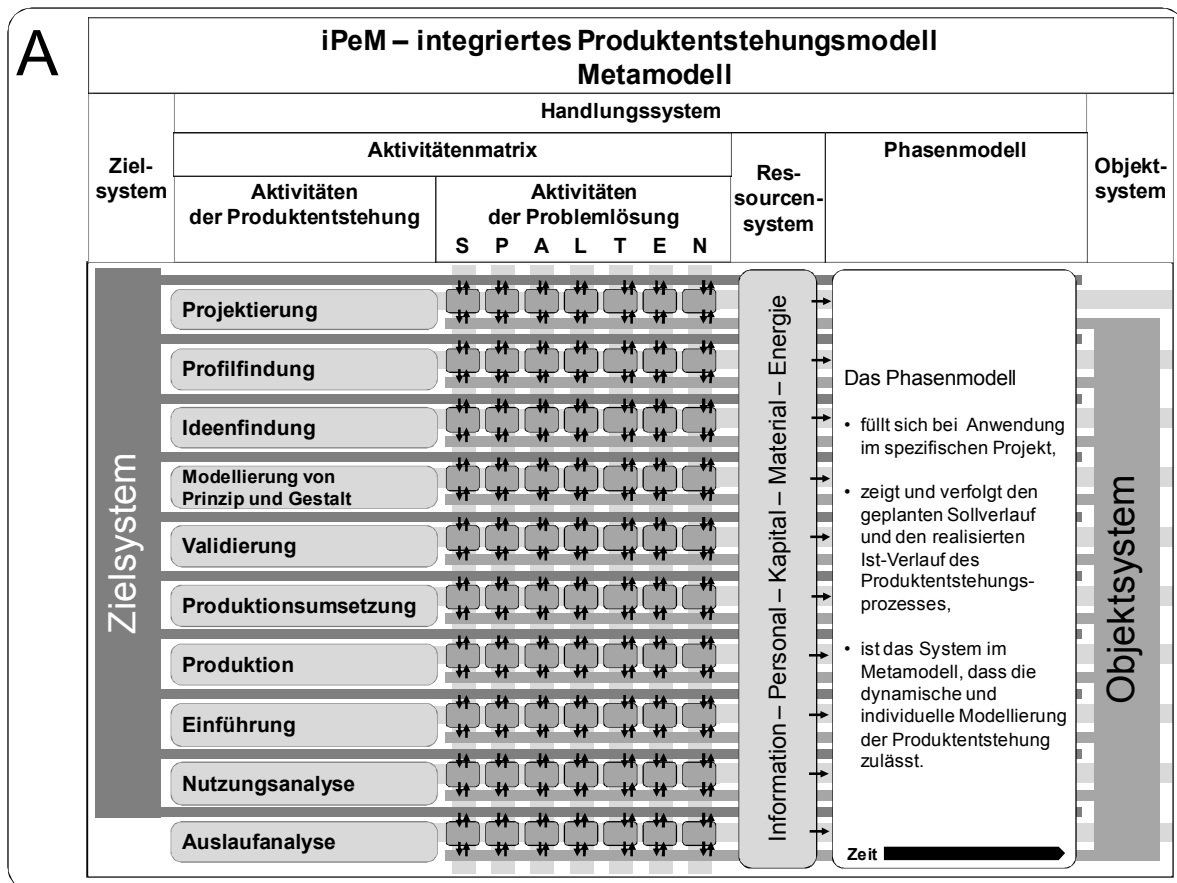 A
iPeM – integriertes Produktentstehungsmodell
Metamodell
Handlungssystem
Ziel-
system
Aktivitätenmatrix
Res-
sourcen-
system
Phasenmodell
Objekt-
system
Aktivitäten
der Produktentstehung
Aktivitäten
der Problemlösung
S P A L T E N
Zielsystem
Projektierung
Profilfindung
Ideenfindung
Modellierung von
Prinzip und Gestalt
Validierung
Produktionsumsetzung
Produktion
Einführung
Nutzungsanalyse
Auslaufanalyse
Information – Personal – Kapital – Material – Energie
Das Phasenmodell
• füllt sich bei Anwendung
im spezifischen Projekt,
• zeigt und verfolgt den
geplanten Sollverlauf
und den realisierten
Ist-Verlauf des
Produktentstehungs-
prozesses,
• ist das System im
Metamodell, dass die
dynamische und
individuelle Modellierung
der Produktentstehung
zulässt.
Zeit
Objektsystem